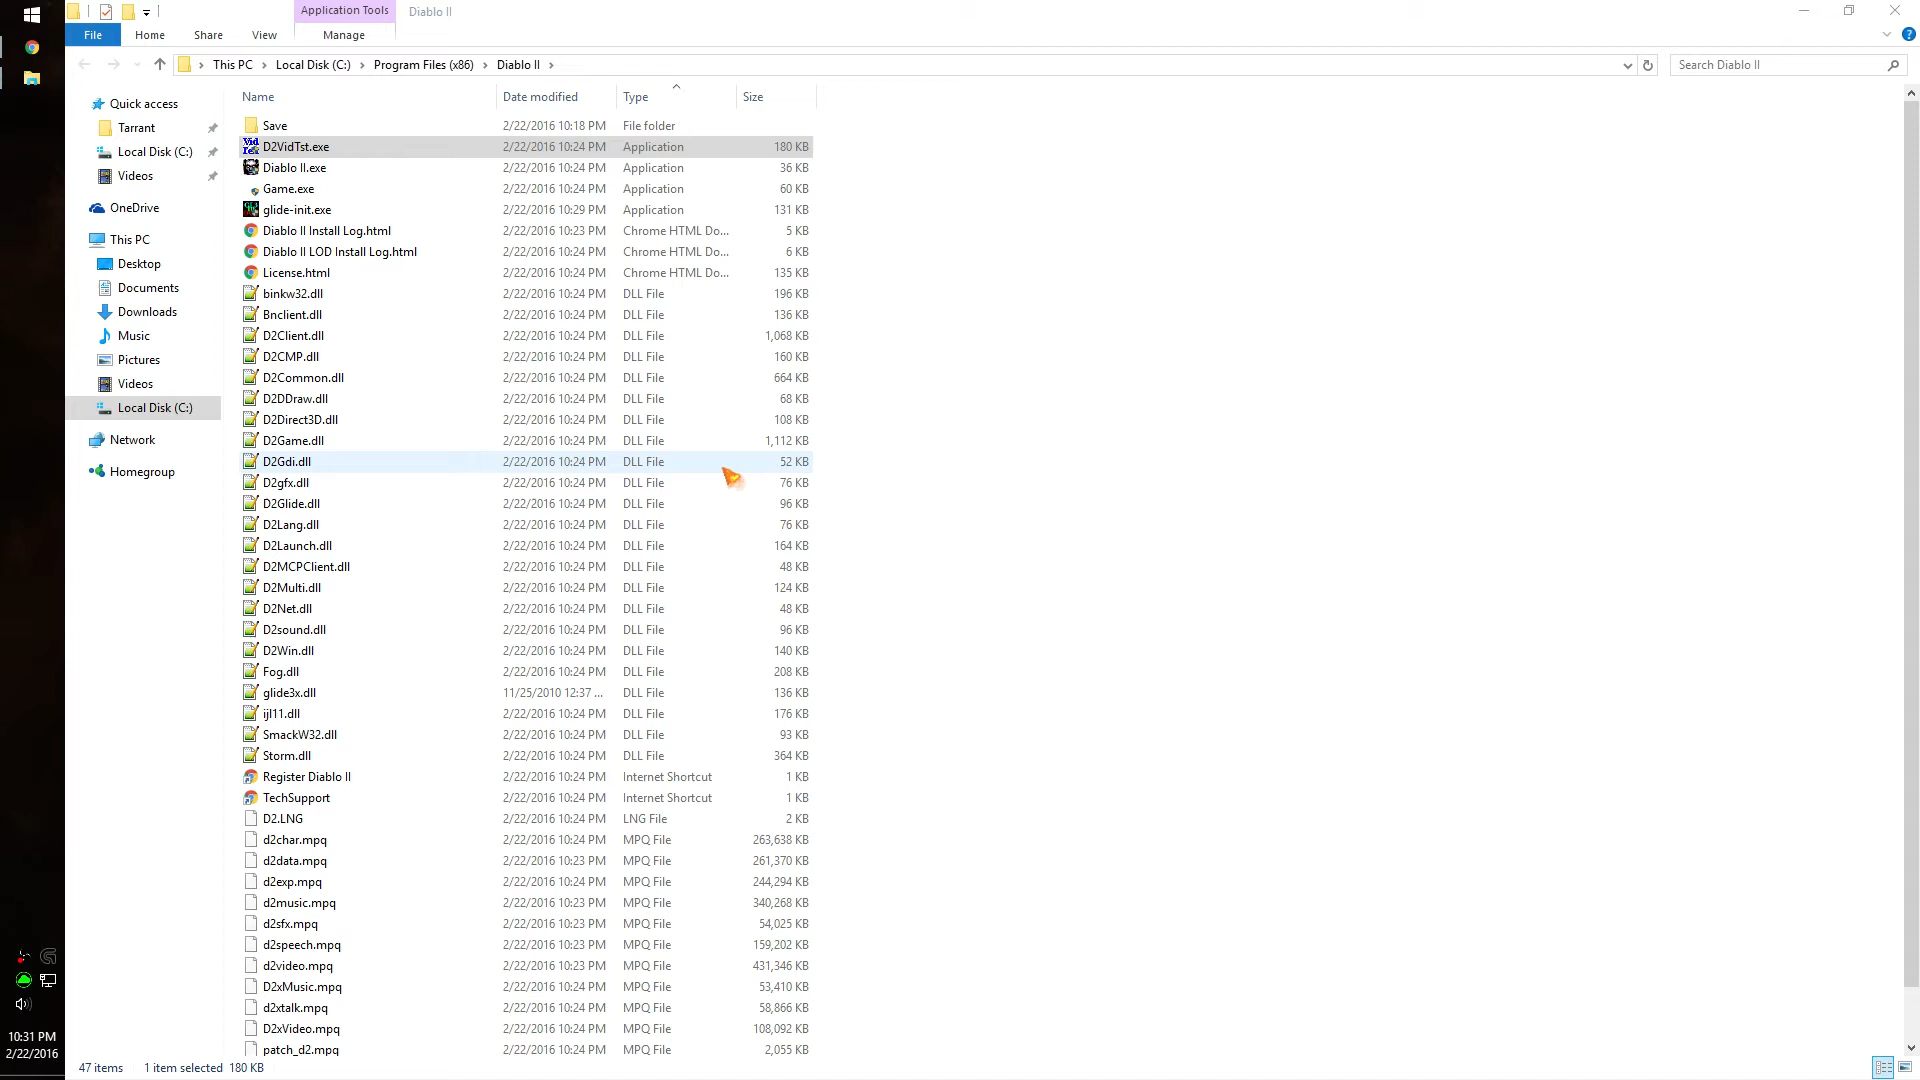 Application Tools
Diablo II
File
Home
Share
View
Manage
This PC
Local Disk (C:)
Program Files (x86)
Diablo II
Search Diablo II
Quick access
Tarrant
Local Disk (C:)
Videos
OneDrive
This PC
Desktop
Documents
Downloads
Music
Pictures
Videos
Local Disk (C:)
Network
Homegroup
Name Date modified Type Size
Save 2/22/2016 10:18 PM File folder
D2VidTst.exe 2/22/2016 10:24 PM Application 180 KB
Diablo II.exe 2/22/2016 10:24 PM Application 36 KB
Game.exe 2/22/2016 10:24 PM Application 60 KB
glide-init.exe 2/22/2016 10:29 PM Application 131 KB
Diablo II Install Log.html 2/22/2016 10:23 PM Chrome HTML Do... 5 KB
Diablo II LOD Install Log.html 2/22/2016 10:24 PM Chrome HTML Do... 6 KB
License.html 2/22/2016 10:24 PM Chrome HTML Do... 135 KB
binkw32.dll 2/22/2016 10:24 PM DLL File 196 KB
Bnclient.dll 2/22/2016 10:24 PM DLL File 136 KB
D2Client.dll 2/22/2016 10:24 PM DLL File 1,068 KB
D2CMP.dll 2/22/2016 10:24 PM DLL File 160 KB
D2Common.dll 2/22/2016 10:24 PM DLL File 664 KB
D2DDraw.dll 2/22/2016 10:24 PM DLL File 68 KB
D2Direct3D.dll 2/22/2016 10:24 PM DLL File 108 KB
D2Game.dll 2/22/2016 10:24 PM DLL File 1,112 KB
D2Gdi.dll 2/22/2016 10:24 PM DLL File 52 KB
D2gfx.dll 2/22/2016 10:24 PM DLL File 76 KB
D2Glide.dll 2/22/2016 10:24 PM DLL File 96 KB
D2Lang.dll 2/22/2016 10:24 PM DLL File 76 KB
D2Launch.dll 2/22/2016 10:24 PM DLL File 164 KB
D2MCPClient.dll 2/22/2016 10:24 PM DLL File 48 KB
D2Multi.dll 2/22/2016 10:24 PM DLL File 124 KB
D2Net.dll 2/22/2016 10:24 PM DLL File 48 KB
D2sound.dll 2/22/2016 10:24 PM DLL File 96 KB
D2Win.dll 2/22/2016 10:24 PM DLL File 140 KB
Fog.dll 2/22/2016 10:24 PM DLL File 208 KB
glide3x.dll 11/25/2010 12:37 ... DLL File 136 KB
ijl11.dll 2/22/2016 10:24 PM DLL File 176 KB
SmackW32.dll 2/22/2016 10:24 PM DLL File 93 KB
Storm.dll 2/22/2016 10:24 PM DLL File 364 KB
Register Diablo II 2/22/2016 10:24 PM Internet Shortcut 1 KB
TechSupport 2/22/2016 10:24 PM Internet Shortcut 1 KB
D2.LNG 2/22/2016 10:24 PM LNG File 2 KB
d2char.mpq 2/22/2016 10:24 PM MPQ File 263,638 KB
d2data.mpq 2/22/2016 10:23 PM MPQ File 261,370 KB
d2exp.mpq 2/22/2016 10:24 PM MPQ File 244,294 KB
d2music.mpq 2/22/2016 10:23 PM MPQ File 340,268 KB
d2sfx.mpq 2/22/2016 10:23 PM MPQ File 54,025 KB
d2speech.mpq 2/22/2016 10:23 PM MPQ File 159,202 KB
d2video.mpq 2/22/2016 10:23 PM MPQ File 431,346 KB
D2xMusic.mpq 2/22/2016 10:24 PM MPQ File 53,410 KB
d2xtalk.mpq 2/22/2016 10:24 PM MPQ File 58,866 KB
D2xVideo.mpq 2/22/2016 10:24 PM MPQ File 108,092 KB
patch_d2.mpq 2/22/2016 10:24 PM MPQ File 2,055 KB
10:31 PM
2/22/2016
47 items 1 item selected 180 KB